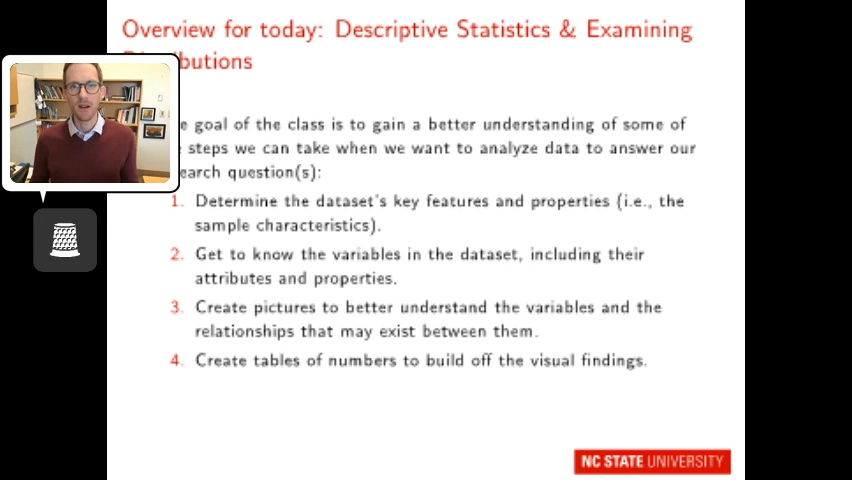 Overview for today: Descriptive Statistics & Examining
goal of the class is to gain a better understanding of some of
steps we can take when we want to analyze data to answer our
question(s):
1. Determine the dataset's key features and properties (i.e., the
sample characteristics).
2. Get to know the variables in the dataset, including their
attributes and properties.
3. Create pictures to better understand the variables and the
relationships that may exist between them.
4. Create tables of numbers to build off the visual findings.
NC STATE UNIVERSITY